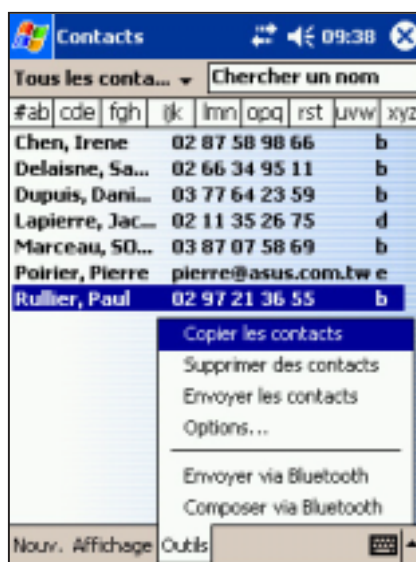 Contacts 09:38
Tous les conta... Chercher un nom
#ab cde fgh ijk lmn opq rst uvw xyz
Chen, Irene 02 87 58 98 66 b
Delaisne, Sa... 02 66 34 95 11 b
Dupuis, Dani... 03 77 64 23 59 b
Lapierre, Jac... 02 11 35 26 75 d
Marceau, SO... 03 87 07 58 69 b
Poirier, Pierre pierre@asus.com.tw e
Rullier, Paul 02 97 21 36 55 b
Copier les contacts
Supprimer des contacts
Envoyer les contacts
Options...
Envoyer via Bluetooth
Composer via Bluetooth
Nouv. Affichage Outils